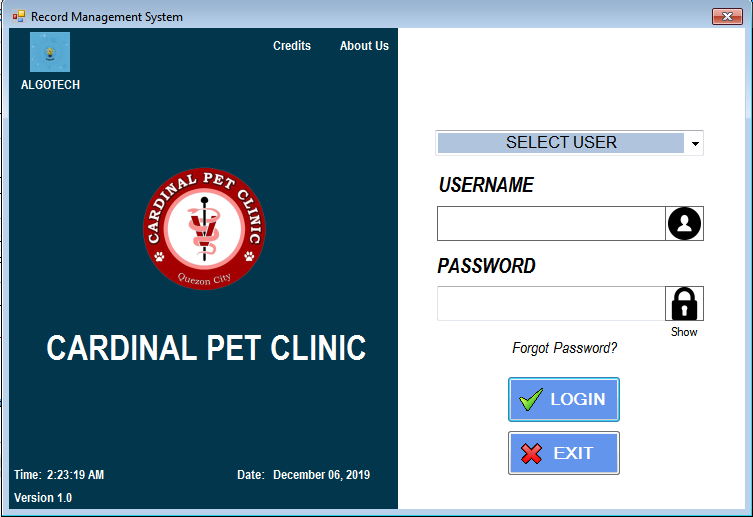 Record Management System
Credits About Us
ALGOTECH
SELECT USER
CARDINAL PET CLINIC
Quezon City
USERNAME
PASSWORD
Show
CARDINAL PET CLINIC
Forgot Password?
LOGIN
EXIT
Time: 2:23:19 AM Date: December 06, 2019
Version 1.0